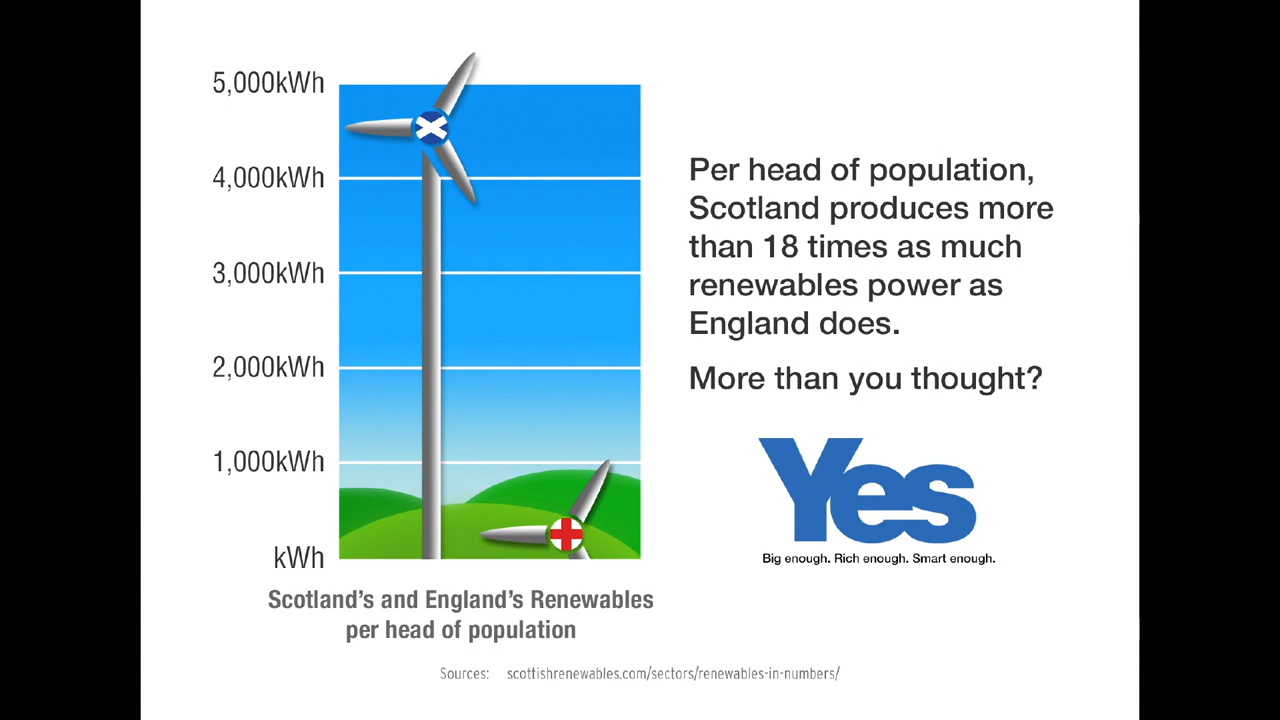 5,000kWh
4,000kWh
3,000kWh
2,000kWh
1,000kWh
kWh
Scotland's and England's Renewables
per head of population
Per head of population,
Scotland produces more
than 18 times as much
renewables power as
England does.
More than you thought?
Yes
Big enough. Rich enough. Smart enough.
Sources: scottishrenewables.com/sectors/renewables-in-numbers/